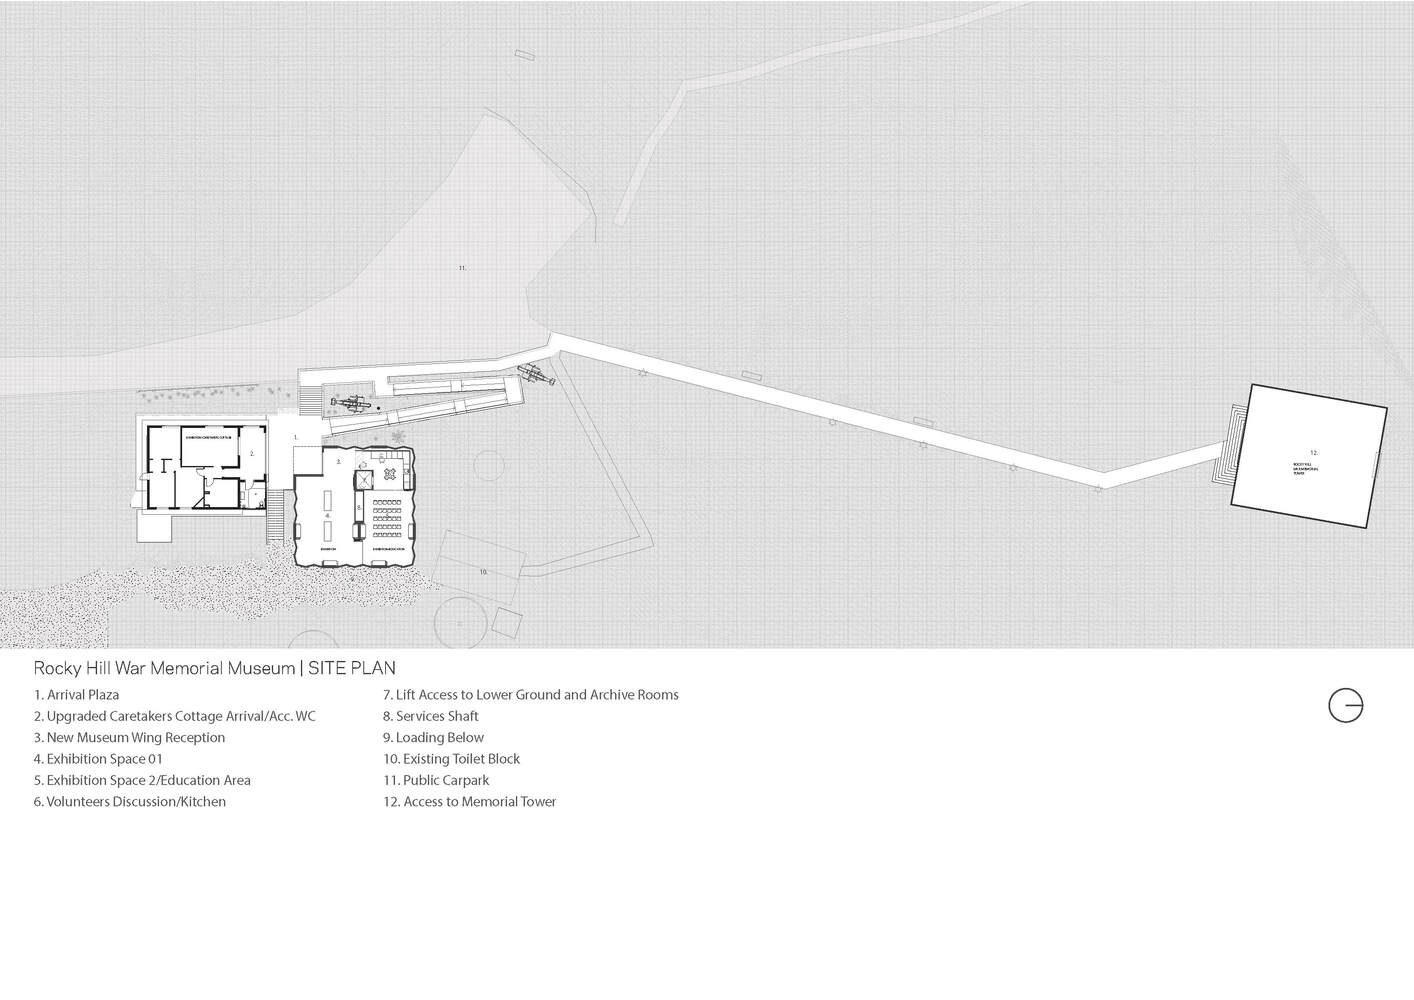 11.
EXHIBITION CARETAKERS COTTAGE
1.
2.
3.
12.
ROCKY HILL
WAR MEMORIAL
TOWER
8.
4.
EXHIBITION
EXHIBITION/EDUCATION
10.
Rocky Hill War Memorial Museum | SITE PLAN
1. Arrival Plaza
2. Upgraded Caretakers Cottage Arrival/Acc. WC
3. New Museum Wing Reception
4. Exhibition Space 01
5. Exhibition Space 2/Education Area
6. Volunteers Discussion/Kitchen
7. Lift Access to Lower Ground and Archive Rooms
8. Services Shaft
9. Loading Below
10. Existing Toilet Block
11. Public Carpark
12. Access to Memorial Tower